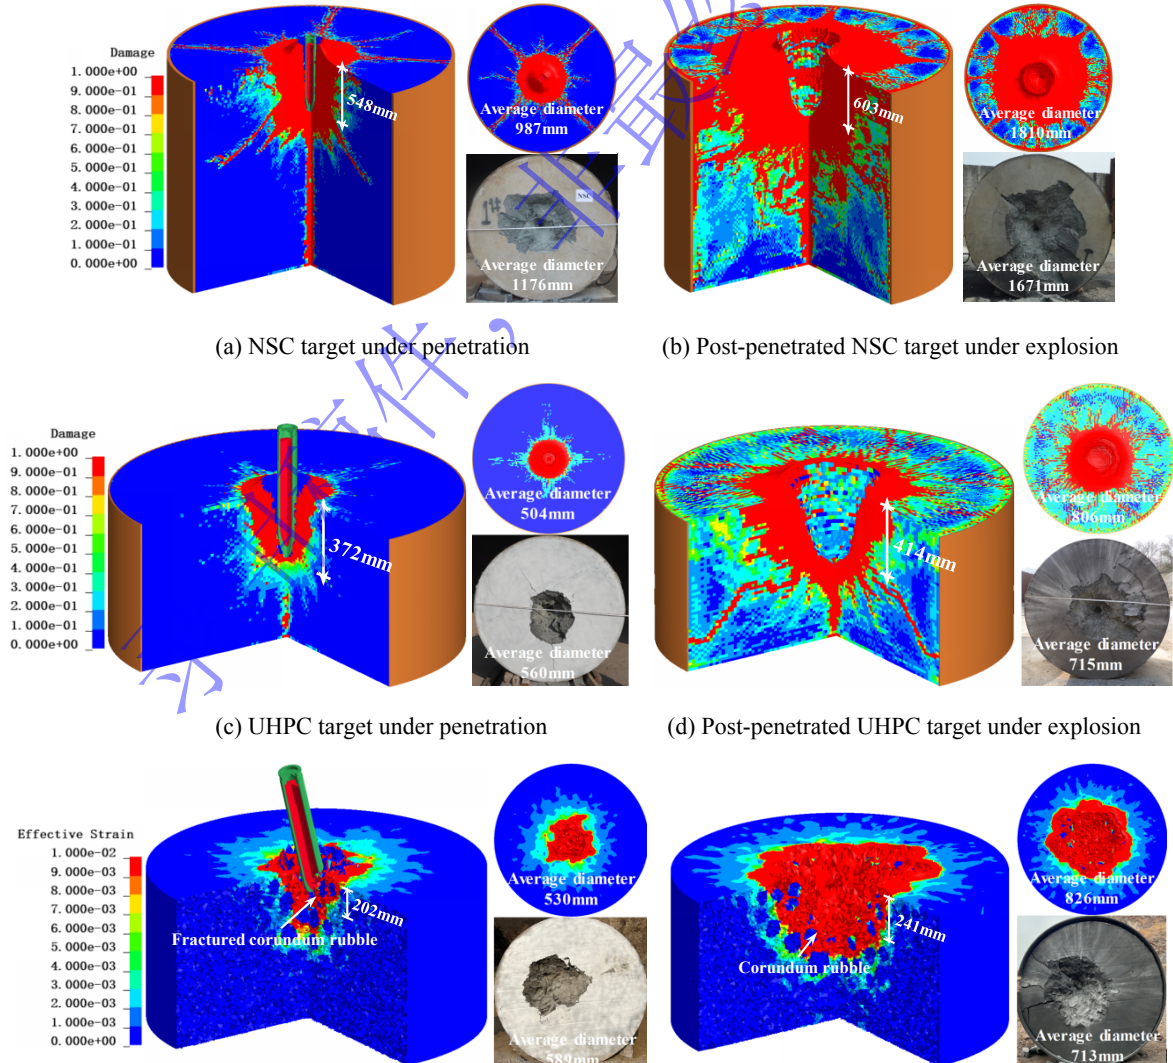 Damage
1.000e+00
9.000e-01
8.000e-01
7.000e-01
6.000e-01
5.000e-01
4.000e-01
3.000e-01
2.000e-01
1.000e-01
0.000e+00
548mm
Average diameter
987mm
NSC
Average diameter
1176mm
603mm
Average diameter
1810mm
Average diameter
1671mm
(a) NSC target under penetration
(b) Post-penetrated NSC target under explosion
Damage
1.000e+00
9.000e-01
8.000e-01
7.000e-01
6.000e-01
5.000e-01
4.000e-01
3.000e-01
2.000e-01
1.000e-01
0.000e+00
372mm
Average diameter
504mm
Average diameter
560mm
414mm
Average diameter
806mm
Average diameter
715mm
(c) UHPC target under penetration
(d) Post-penetrated UHPC target under explosion
Effective Strain
1.000e-02
9.000e-03
8.000e-03
7.000e-03
6.000e-03
5.000e-03
4.000e-03
3.000e-03
2.000e-03
1.000e-03
0.000e+00
202mm
Fractured corundum rubble
Average diameter
530mm
Average diameter
589mm
241mm
Corundum rubble
Average diameter
826mm
Average diameter
713mm